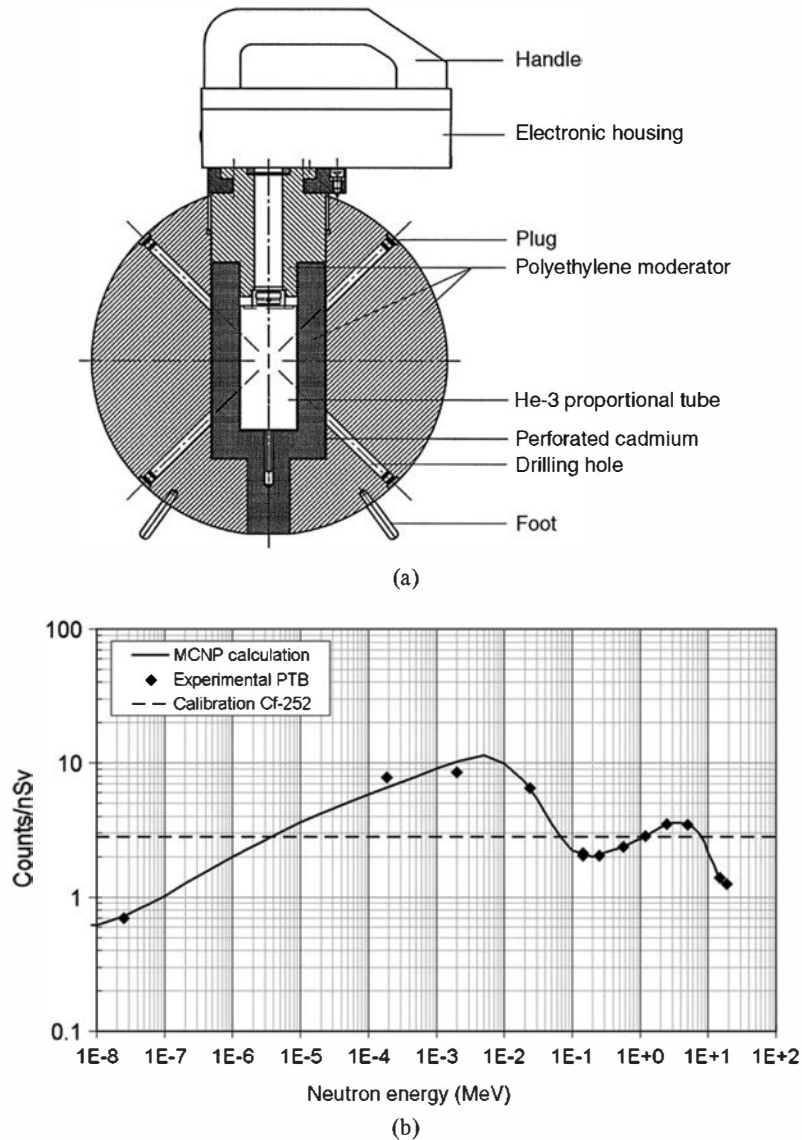 Handle
Electronic housing
Plug
Polyethylene moderator
He-3 proportional tube
Perforated cadmium
Drilling hole
Foot
(a)
100
10
1
0.1
Counts/nSv
MCNP calculation
Experimental PTB
Calibration Cf-252
1E-8 1E-7 1E-6 1E-5 1E-4 1E-3 1E-2 1E-1 1E+0 1E+1 1E+2
Neutron energy (MeV)
(b)